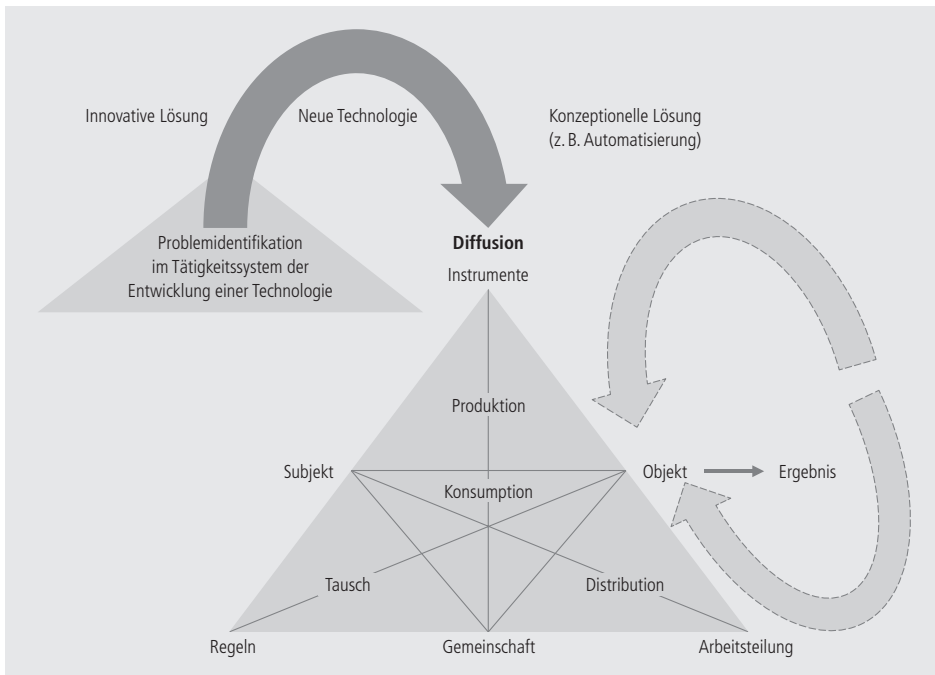 Innovative Lösung
Neue Technologie
Konzeptionelle Lösung
(z. B. Automatisierung)
Problemidentifikation
im Tätigkeitssystem der
Entwicklung einer Technologie
Diffusion
Instrumente
Produktion
Subjekt
Objekt
Ergebnis
Konsumption
Tausch
Distribution
Regeln
Gemeinschaft
Arbeitsteilung